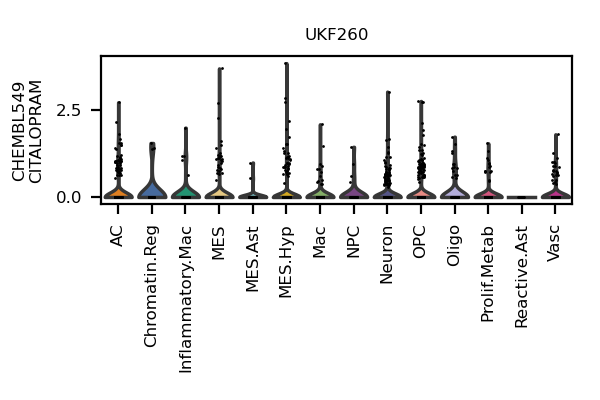 UKF260
CHEMBL549
CITALOPRAM
2.5
0.0
AC
Chromatin.Reg
Inflammatory.Mac
MES
MES.Ast
MES.Hyp
Mac
NPC
Neuron
OPC
Oligo
Prolif.Metab
Reactive.Ast
Vasc